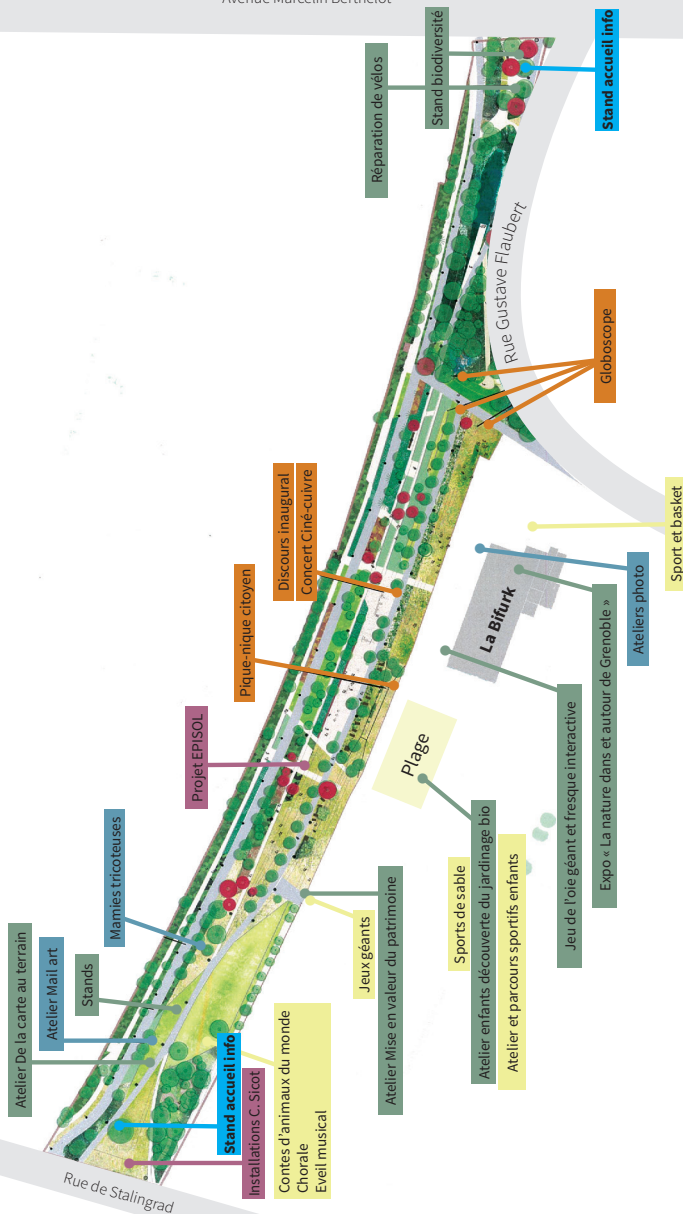 Avenue Marcelin Berthelot
Réparation de vélos
Stand biodiversité
Stand accueil info
Rue Gustave Flaubert
Globoscope
Discours inaugural
Concert Ciné-cuivre
Pique-nique citoyen
Sport et basket
Ateliers photo
La Bifurk
Expo « La nature dans et autour de Grenoble »
Jeu de l'oie géant et fresque interactive
Projet EPISOL
Plage
Sports de sable
Atelier enfants découverte du jardinage bio
Atelier et parcours sportifs enfants
Mamies tricoteuses
Jeux géants
Atelier Mise en valeur du patrimoine
Atelier De la carte au terrain
Atelier Mail art
Stands
Stand accueil info
Installations C. Sicot
Contes d'animaux du monde
Chorale
Eveil musical
Rue de Stalingrad